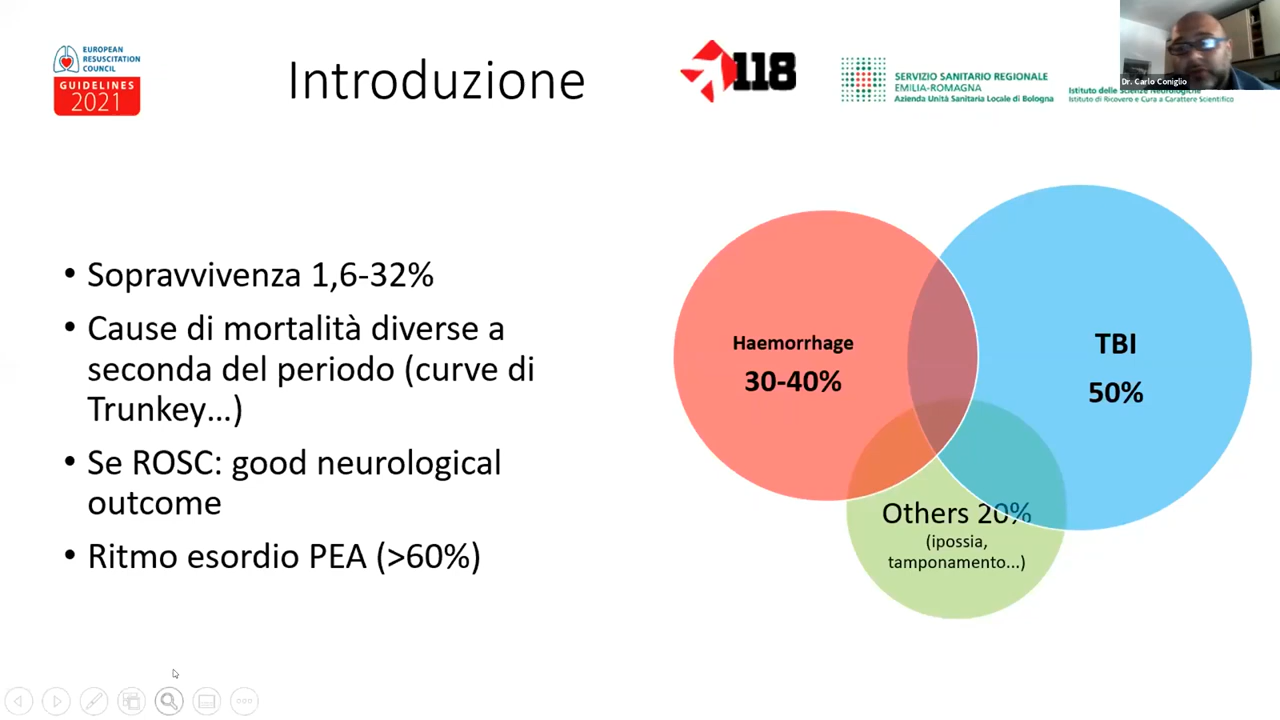 EUROPEAN
RESUSCITATION
COUNCIL
GUIDELINES
2021
Introduzione
118
SERVIZIO SANITARIO REGIONALE
EMILIA-ROMAGNA
Azienda Unità Sanitaria Locale di Bologna
Istituto delle Scienze Neurologiche
Istituto di Ricovero e Cura a Carattere Scientifico
Dr. Carlo Coniglio
• Sopravvivenza 1,6-32%
• Cause di mortalità diverse a
seconda del periodo (curve di
Trunkey...)
• Se ROSC: good neurological
outcome
• Ritmo esordio PEA (>60%)
Haemorrhage
30-40%
TBI
50%
Others 20%
(ipossia,
tamponamento...)